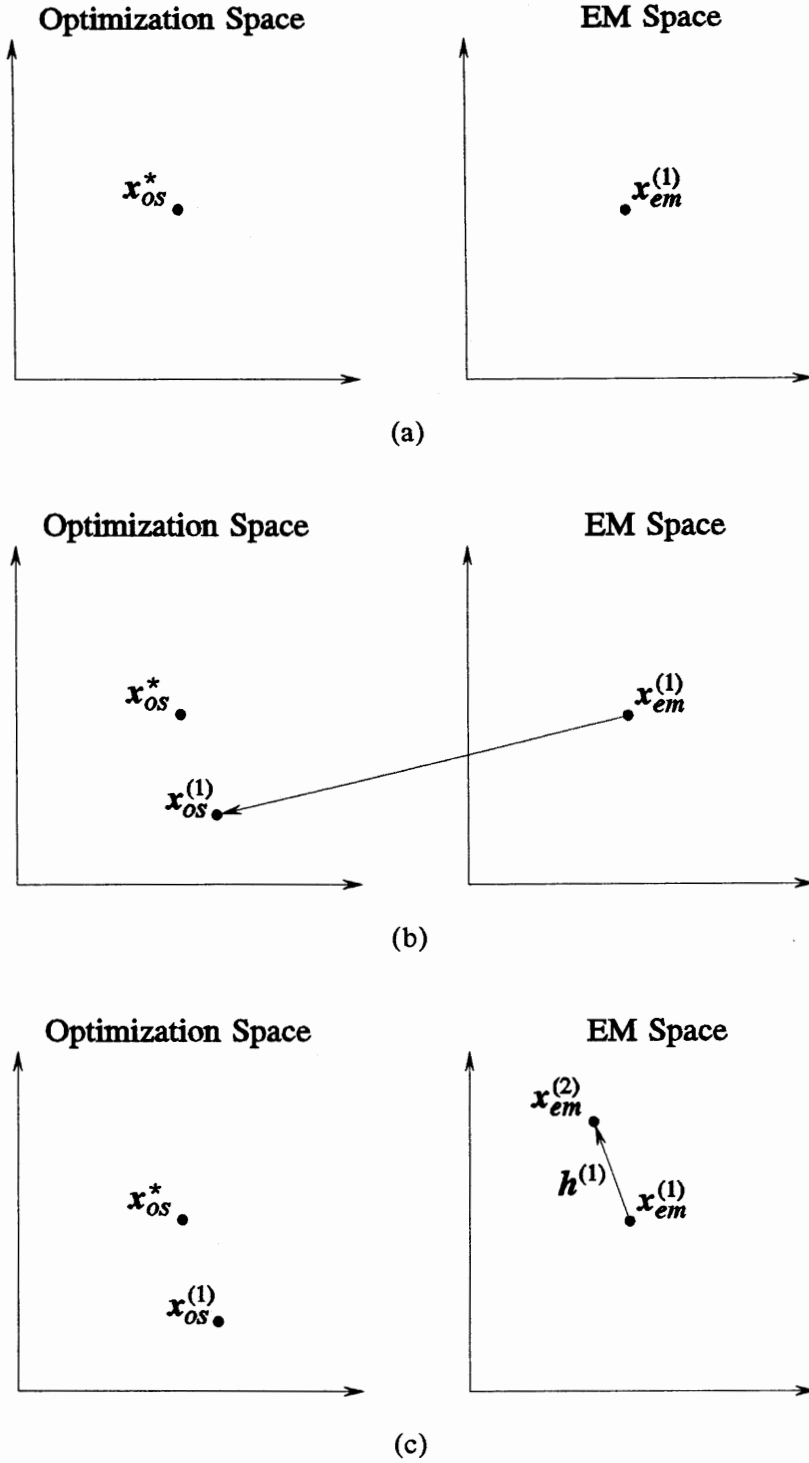 Optimization Space EM Space
x*os x(1)em
(a)
Optimization Space EM Space
x*os x(1)em
x(1)os
(b)
Optimization Space EM Space
x(2)em
x*os h(1) x(1)em
x(1)os
(c)